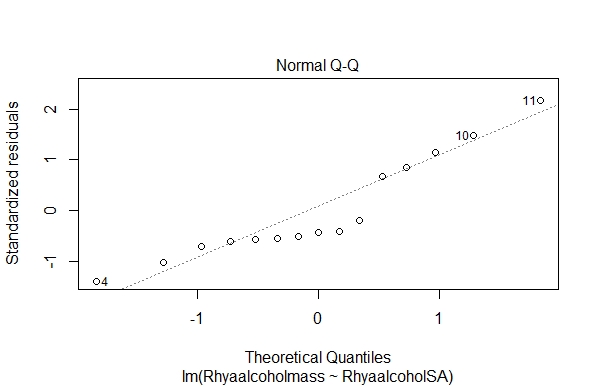 Normal Q-Q
Standardized residuals
2
1
0
-1
11
10
4
-1
0
1
Theoretical Quantiles
lm(Rhyaalcoholmass ~ RhyaalcoholSA)